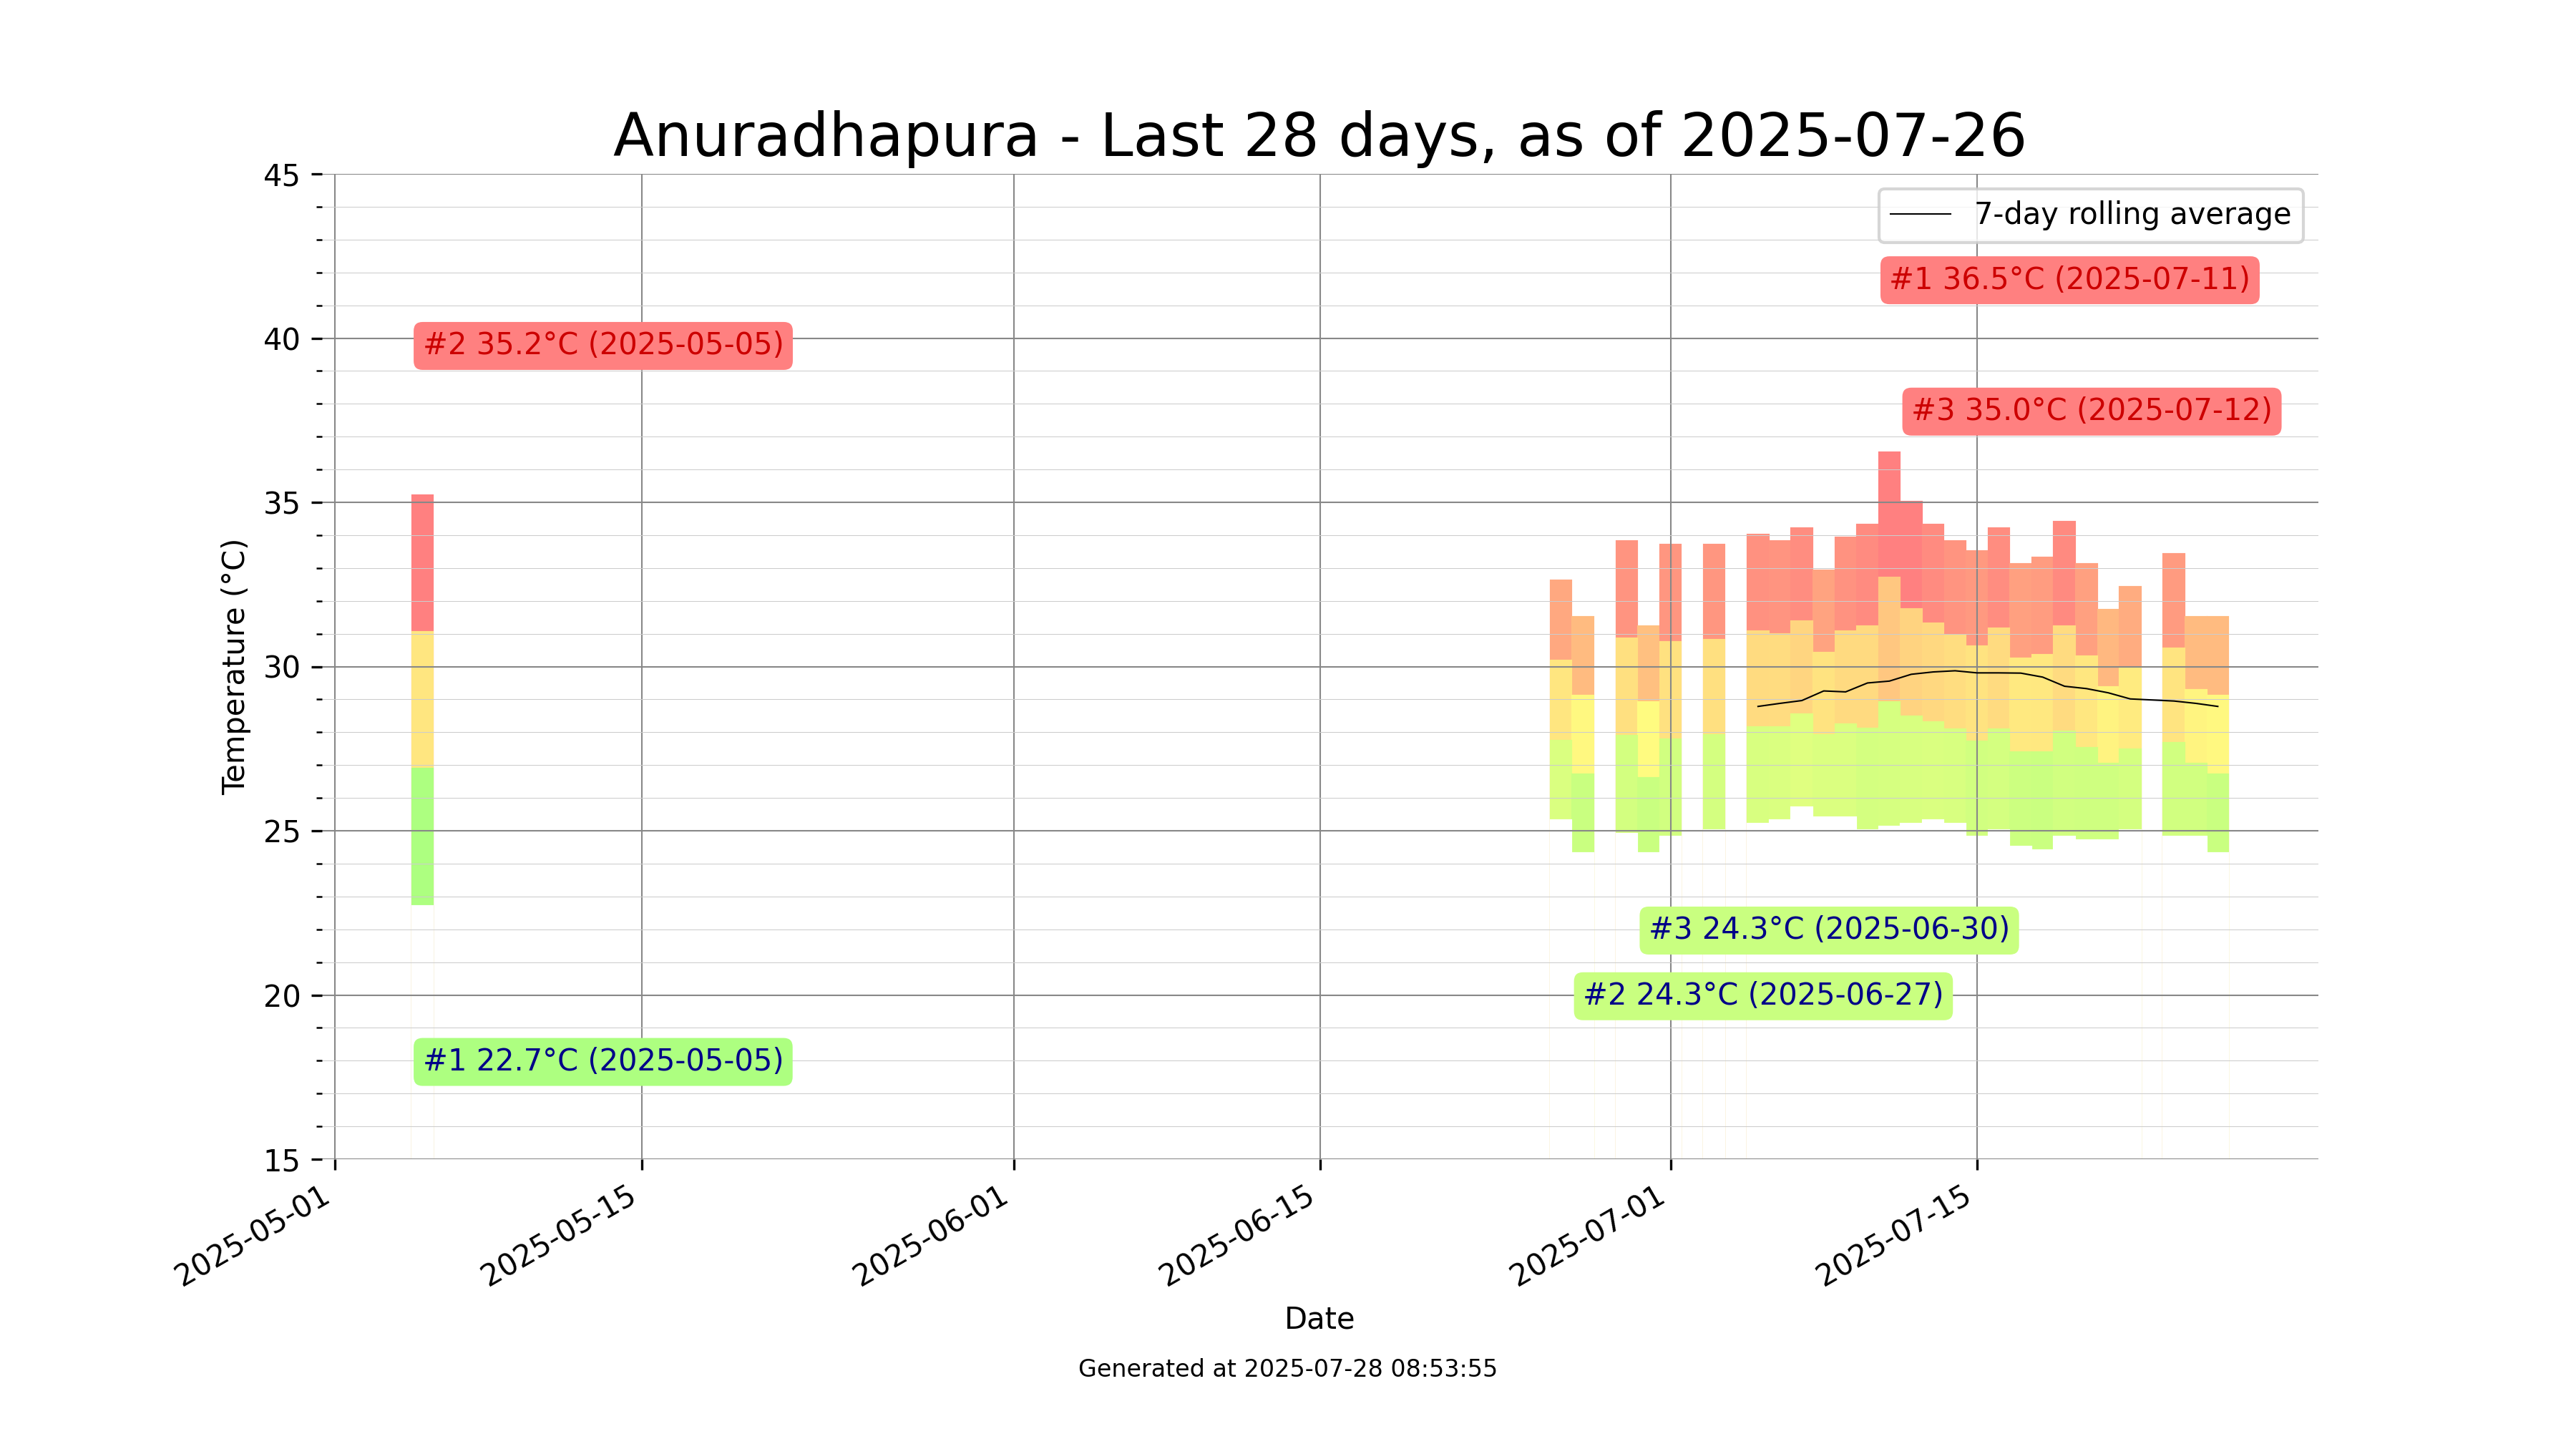 Anuradhapura - Last 28 days, as of 2025-07-26
45
7-day rolling average
#1 36.5°C (2025-07-11)
40
#2 35.2°C (2025-05-05)
#3 35.0°C (2025-07-12)
35
Temperature (°C)
30
25
#3 24.3°C (2025-06-30)
20
#2 24.3°C (2025-06-27)
#1 22.7°C (2025-05-05)
15
2025-05-01
2025-05-15
2025-06-01
2025-06-15
2025-07-01
2025-07-15
Date
Generated at 2025-07-28 08:53:55